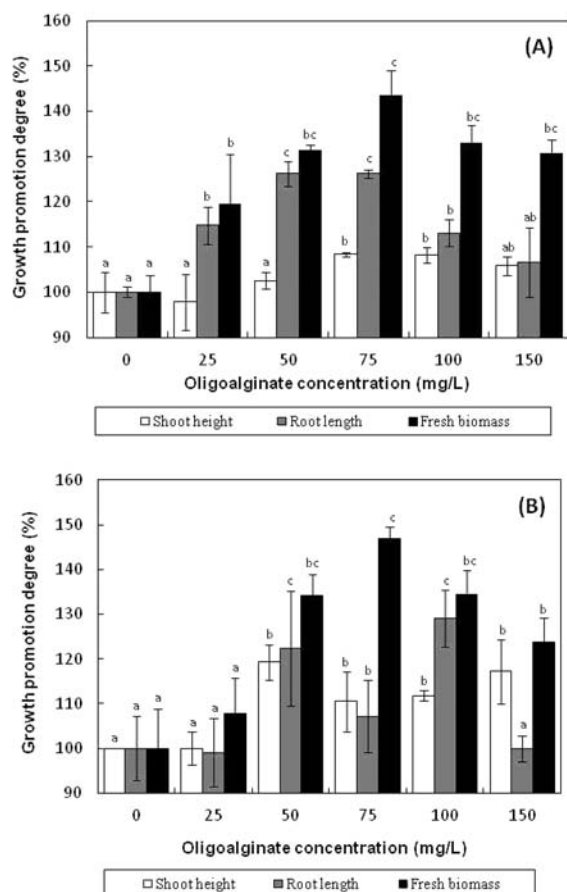 (A)
Growth promotion degree (%)
160
150
140
130
120
110
100
90
a a a a b b a c bc b c c b b bc ab ab bc
0 25 50 75 100 150
Oligoalginate concentration (mg/L)
Shoot height Root length Fresh biomass
(B)
Growth promotion degree (%)
160
150
140
130
120
110
100
90
a a a a a a b c bc b b c b c bc b a b
0 25 50 75 100 150
Oligoalginate concentration (mg/L)
Shoot height Root length Fresh biomass